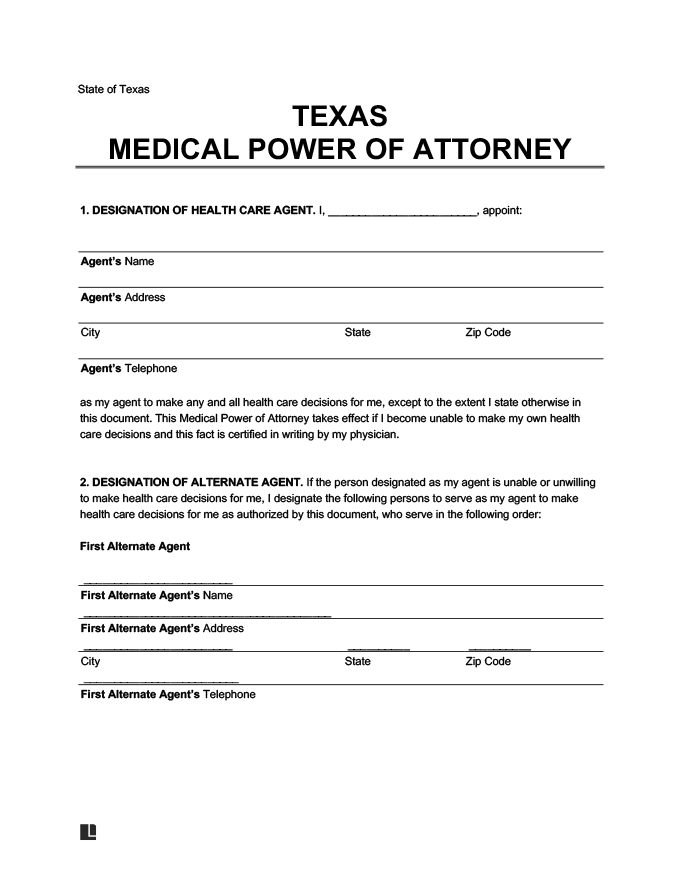 State of Texas
TEXAS
MEDICAL POWER OF ATTORNEY
1. DESIGNATION OF HEALTH CARE AGENT. I, ________________________, appoint:
Agent’s Name
Agent’s Address
City State Zip Code
Agent’s Telephone
as my agent to make any and all health care decisions for me, except to the extent I state otherwise in
this document. This Medical Power of Attorney takes effect if I become unable to make my own health
care decisions and this fact is certified in writing by my physician.
2. DESIGNATION OF ALTERNATE AGENT. If the person designated as my agent is unable or unwilling
to make health care decisions for me, I designate the following persons to serve as my agent to make
health care decisions for me as authorized by this document, who serve in the following order:
First Alternate Agent
________________________
First Alternate Agent’s Name
________________________________________
First Alternate Agent’s Address
________________________ __________ __________
City State Zip Code
_________________________
First Alternate Agent’s Telephone